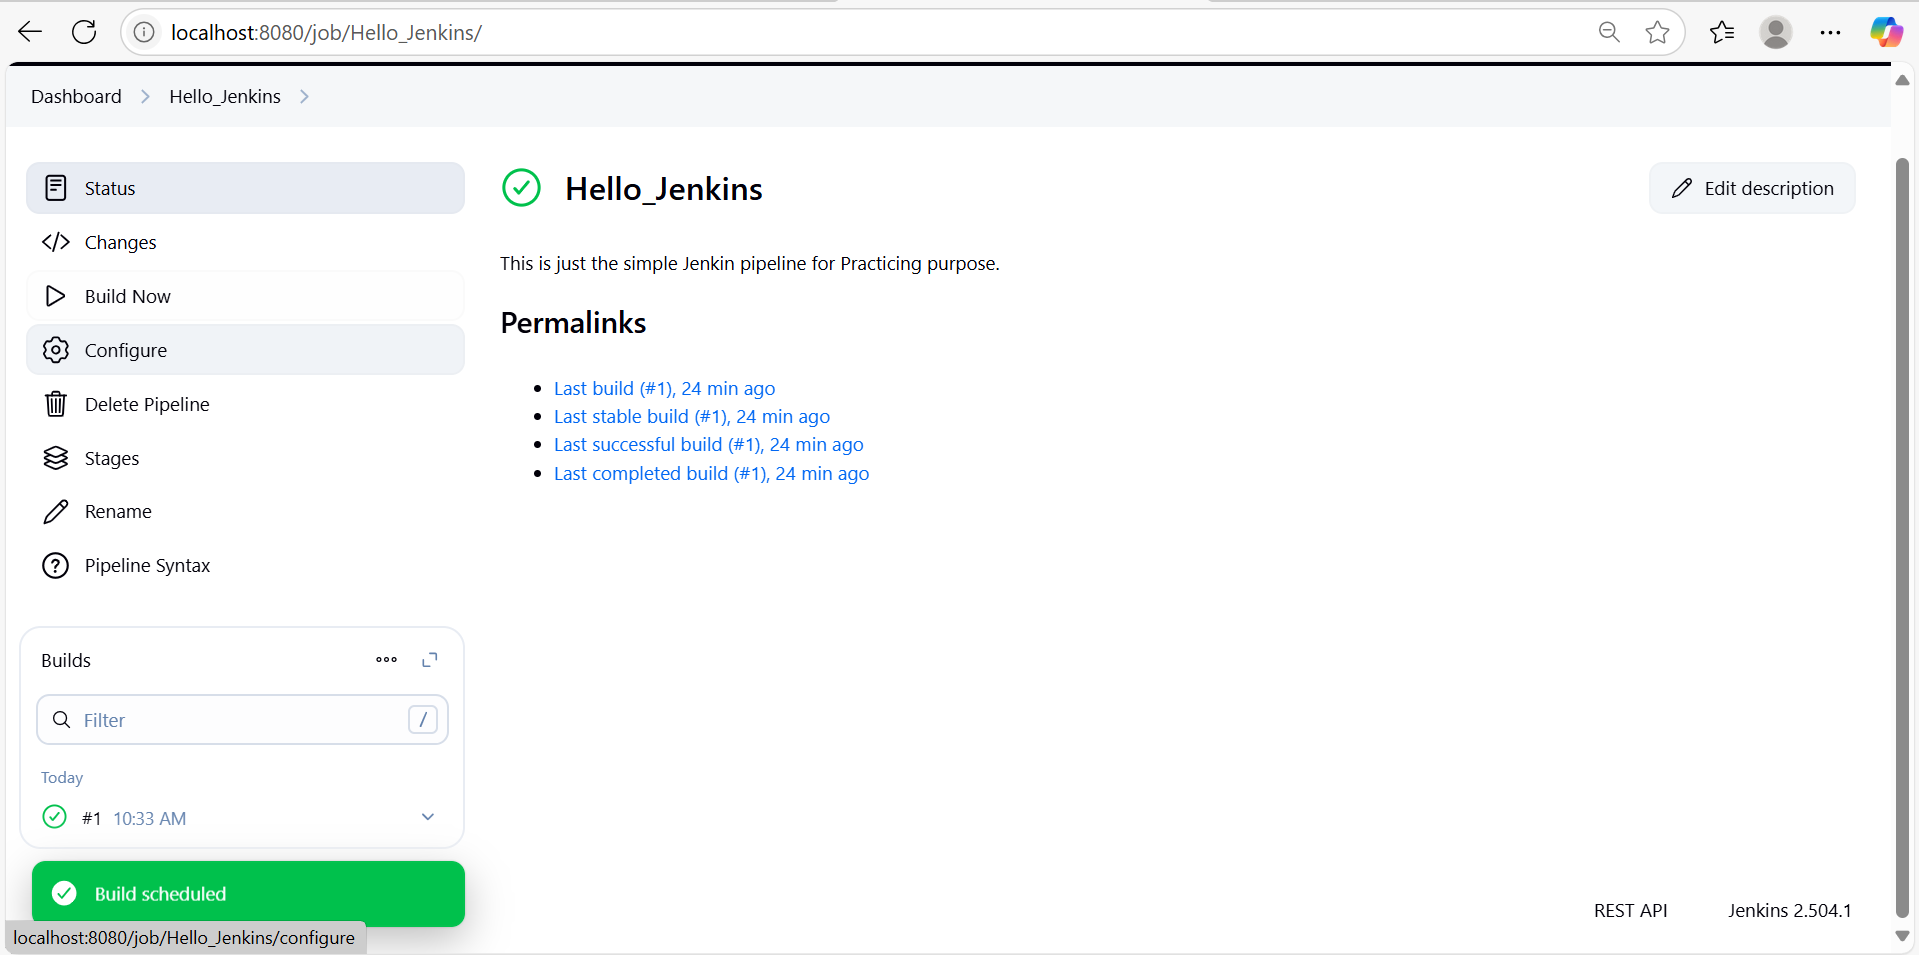 localhost:8080/job/Hello_Jenkins/
Dashboard > Hello_Jenkins >
Status
Changes
Build Now
Configure
Delete Pipeline
Stages
Rename
Pipeline Syntax
Builds
Filter /
Today
#1 10:33 AM
Build scheduled
localhost:8080/job/Hello_Jenkins/configure
Hello_Jenkins
Edit description
This is just the simple Jenkin pipeline for Practicing purpose.
Permalinks
Last build (#1), 24 min ago
Last stable build (#1), 24 min ago
Last successful build (#1), 24 min ago
Last completed build (#1), 24 min ago
REST API Jenkins 2.504.1